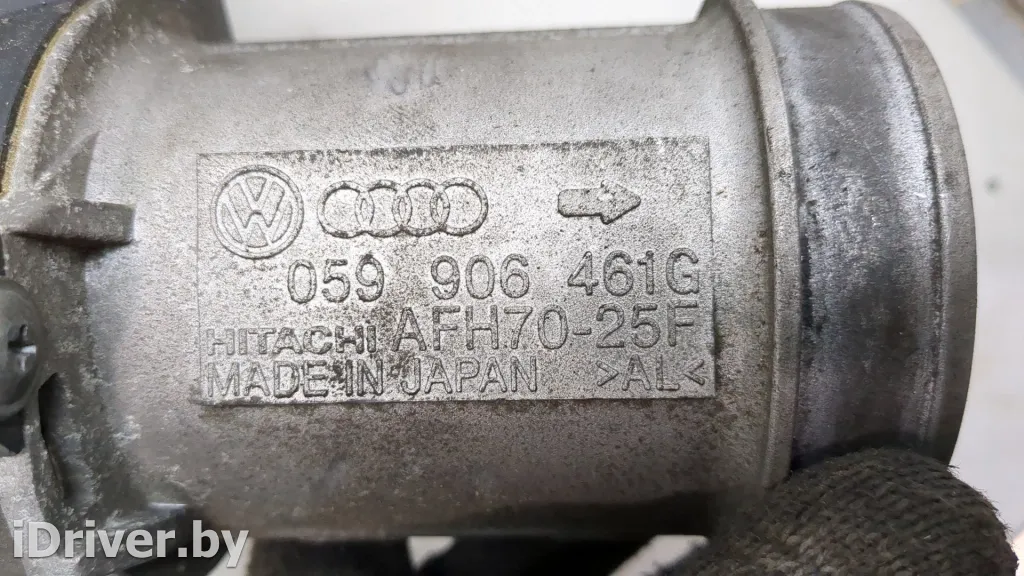 059 906 461G
HITACHI AFH70-25F
MADE IN JAPAN >AL<
iDriver.by